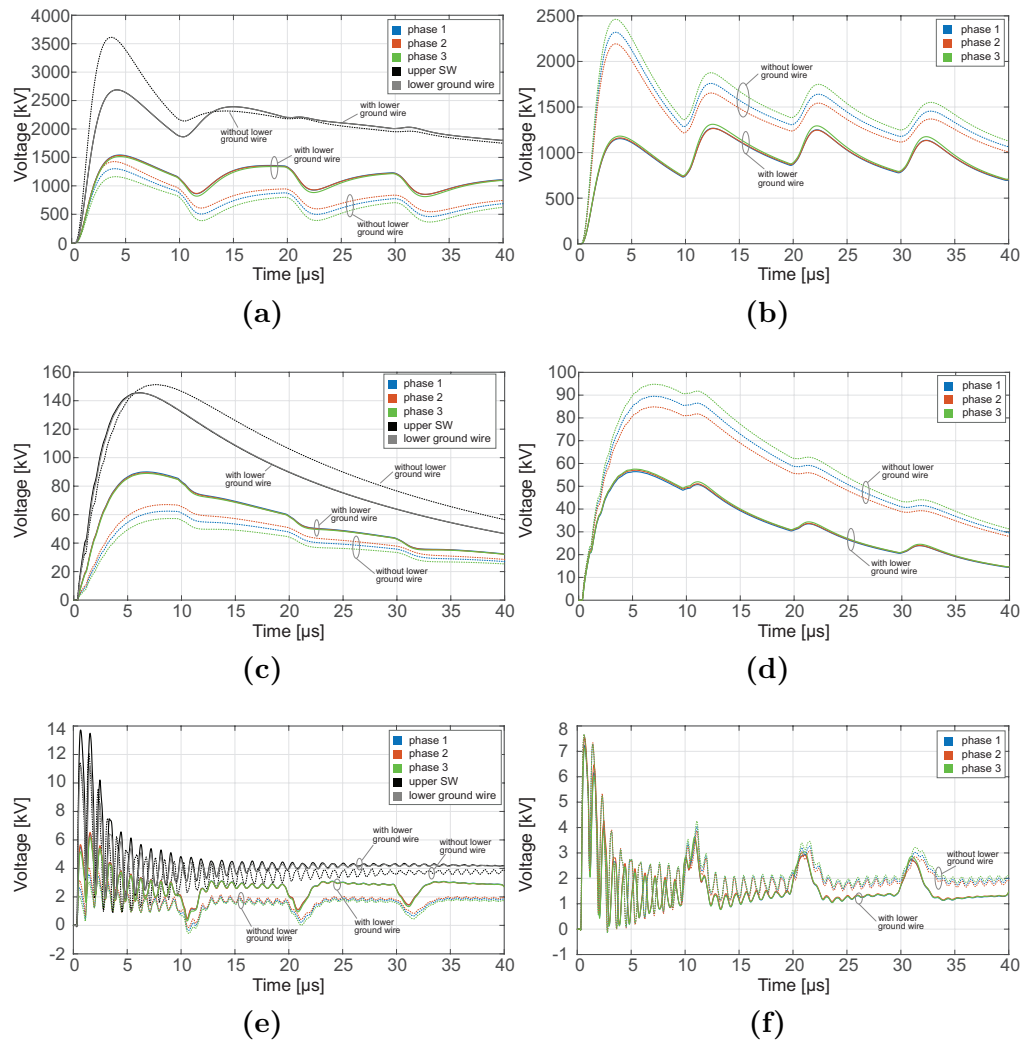 4000
3500
3000
2500
2000
1500
1000
500
0
Voltage [kV]
phase 1
phase 2
phase 3
upper SW
lower ground wire
with lower
ground wire
without lower
ground wire
with lower
ground wire
without lower
ground wire
0 5 10 15 20 25 30 35 40
Time [µs]
(a)
2500
2000
1500
1000
500
0
Voltage [kV]
phase 1
phase 2
phase 3
without lower
ground wire
with lower
ground wire
0 5 10 15 20 25 30 35 40
Time [µs]
(b)
160
140
120
100
80
60
40
20
0
Voltage [kV]
phase 1
phase 2
phase 3
upper SW
lower ground wire
with lower
ground wire
without lower
ground wire
with lower
ground wire
without lower
ground wire
0 5 10 15 20 25 30 35 40
Time [µs]
(c)
100
90
80
70
60
50
40
30
20
10
0
Voltage [kV]
phase 1
phase 2
phase 3
without lower
ground wire
with lower
ground wire
0 5 10 15 20 25 30 35 40
Time [µs]
(d)
14
12
10
8
6
4
2
0
-2
Voltage [kV]
phase 1
phase 2
phase 3
upper SW
lower ground wire
with lower
ground wire
without lower
ground wire
without lower
ground wire
with lower
ground wire
0 5 10 15 20 25 30 35 40
Time [µs]
(e)
8
7
6
5
4
3
2
1
0
-1
Voltage [kV]
phase 1
phase 2
phase 3
without lower
ground wire
with lower
ground wire
0 5 10 15 20 25 30 35 40
Time [µs]
(f)